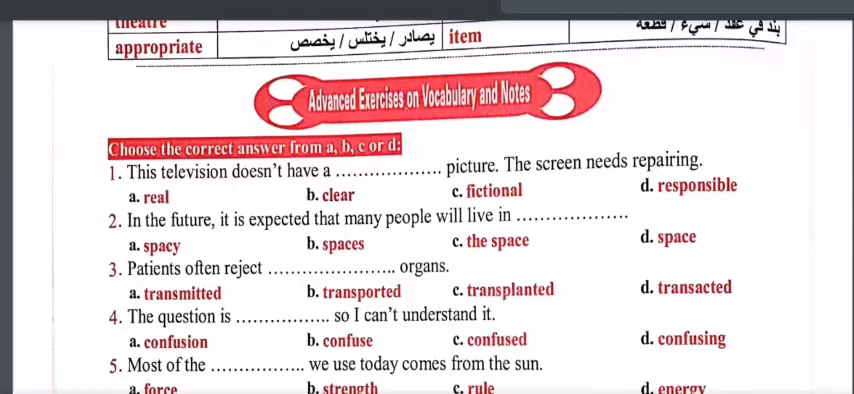 theatre
بند في عقد / شيء / قطعة
appropriate يصادر / يختلس / يخصص item
Advanced Exercises on Vocabulary and Notes
Choose the correct answer from a, b, c or d:
1. This television doesn't have a .................... picture. The screen needs repairing.
a. real b. clear c. fictional d. responsible
2. In the future, it is expected that many people will live in .....................
a. spacy b. spaces c. the space d. space
3. Patients often reject ....................... organs.
a. transmitted b. transported c. transplanted d. transacted
4. The question is ................. so I can't understand it.
a. confusion b. confuse c. confused d. confusing
5. Most of the ................. we use today comes from the sun.
a. force b. strength c. rule d. energy